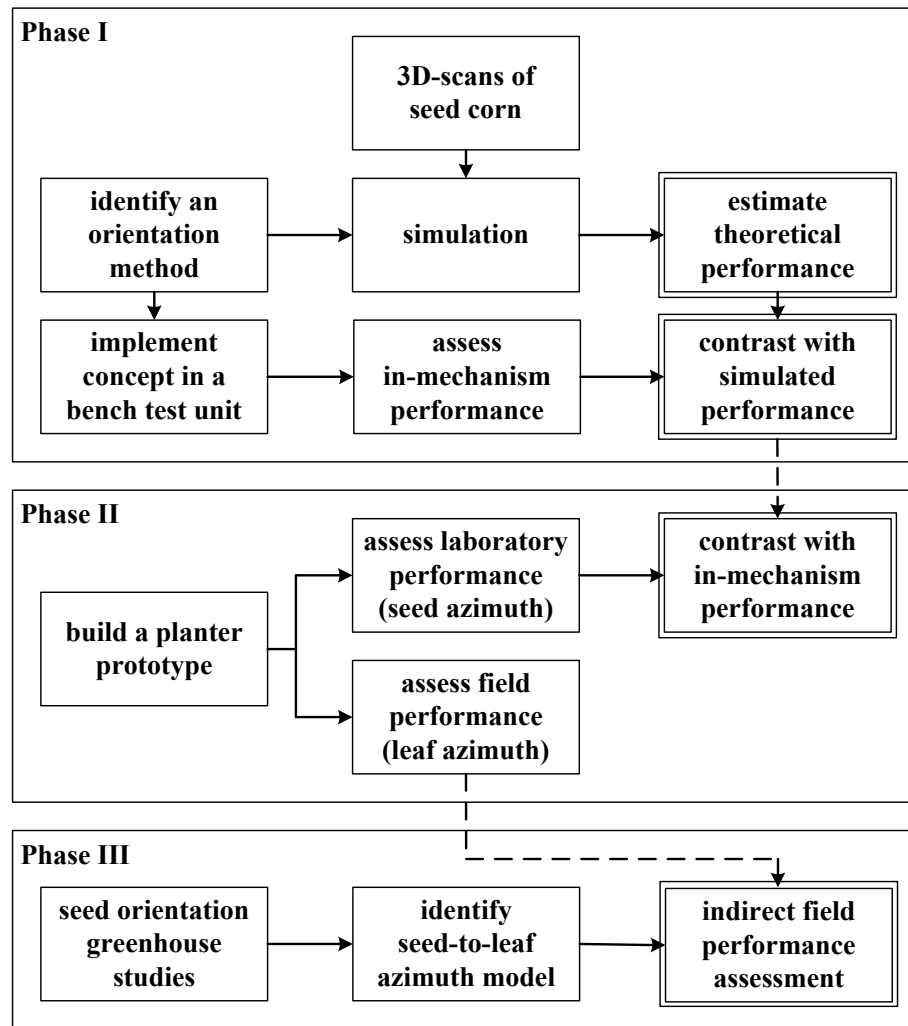 Phase I
3D-scans of
seed corn
identify an
orientation
method
simulation
estimate
theoretical
performance
implement
concept in a
bench test unit
assess
in-mechanism
performance
contrast with
simulated
performance
Phase II
build a planter
prototype
assess laboratory
performance
(seed azimuth)
contrast with
in-mechanism
performance
assess field
performance
(leaf azimuth)
Phase III
seed orientation
greenhouse
studies
identify
seed-to-leaf
azimuth model
indirect field
performance
assessment